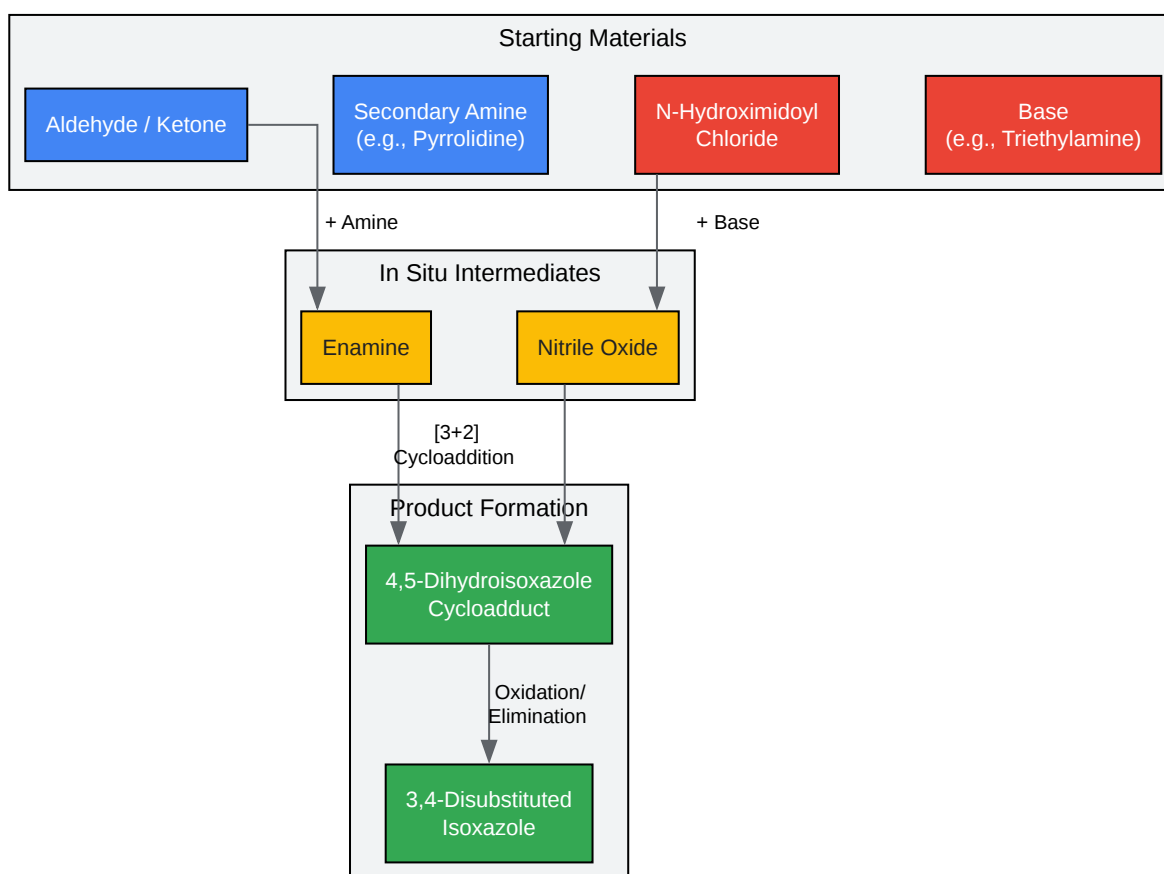 Starting Materials
Aldehyde / Ketone
Secondary Amine
(e.g., Pyrrolidine)
N-Hydroximidoyl
Chloride
Base
(e.g., Triethylamine)
+ Amine
+ Base
In Situ Intermediates
Enamine
Nitrile Oxide
[3+2]
Cycloaddition
Product Formation
4,5-Dihydroisoxazole
Cycloadduct
Oxidation/
Elimination
3,4-Disubstituted
Isoxazole